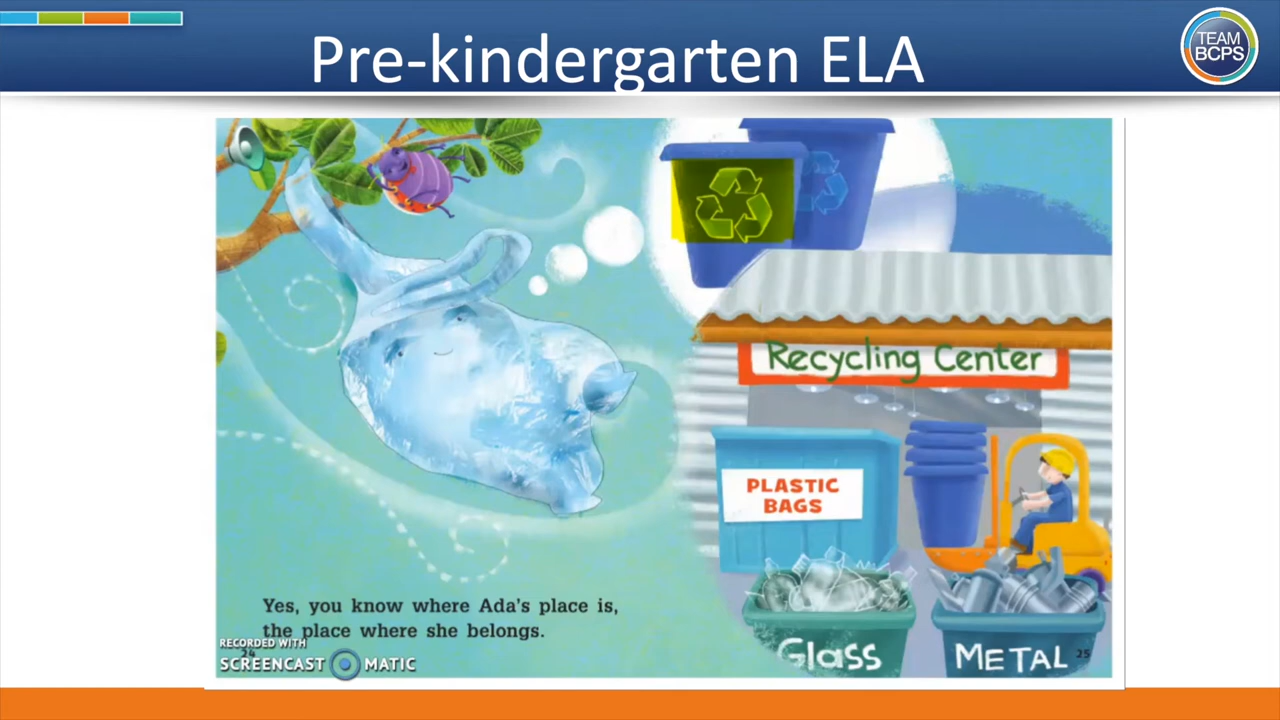 Pre-kindergarten ELA
TEAM
BCPS
Recycling Center
PLASTIC
BAGS
Yes, you know where Ada's place is,
the place where she belongs.
RECORDED WITH
24
SCREENCAST MATIC
Glass
METAL
25